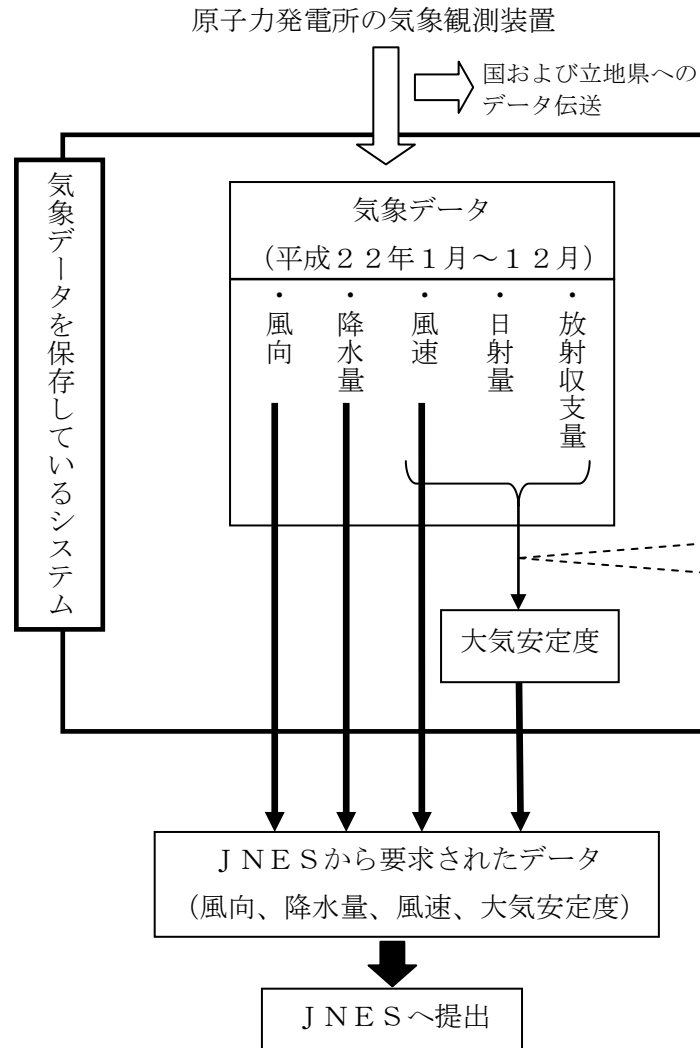 原子力発電所の気象観測装置
国および立地県への
データ伝送
気象データを保存しているシステム
気象データ
(平成22年1月～12月)
・風向
・降水量
・風速
・日射量
・放射収支量
大気安定度
JNESから要求されたデータ
(風向、降水量、風速、大気安定度)
JNESへ提出